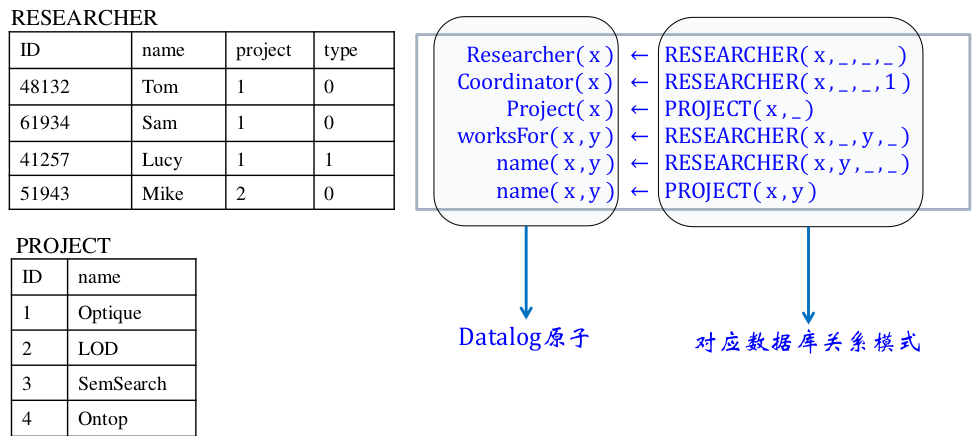 RESEARCHER
ID name project type
48132 Tom 1 0
61934 Sam 1 0
41257 Lucy 1 1
51943 Mike 2 0
PROJECT
ID name
1 Optique
2 LOD
3 SemSearch
4 Ontop
Researcher(x) ← RESEARCHER(x,_,_,_)
Coordinator(x) ← RESEARCHER(x,_,_,1)
Project(x) ← PROJECT(x,_)
worksFor(x,y) ← RESEARCHER(x,_,y,_)
name(x,y) ← RESEARCHER(x,y,_,_)
name(x,y) ← PROJECT(x,y)
Datalog原子
对应数据库关系模式